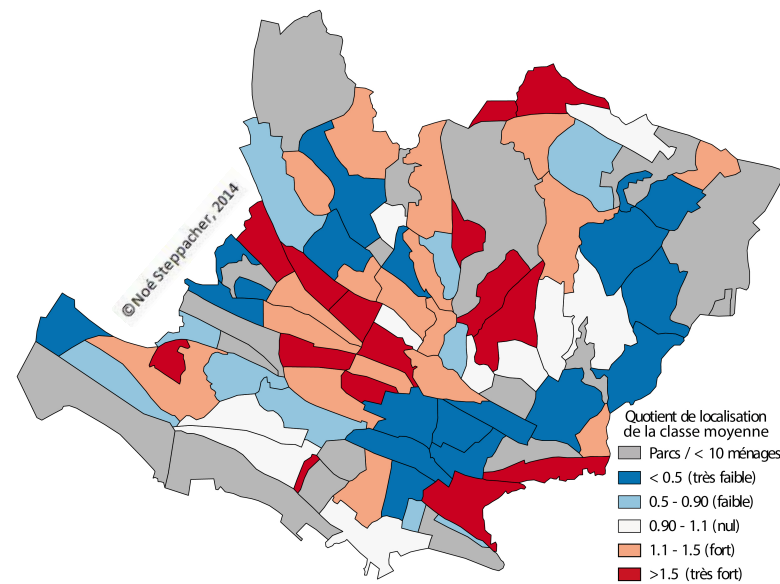 ©Noé Steppacher, 2014
Quotient de localisation
de la classe moyenne
Parcs / < 10 ménages
< 0.5 (très faible)
0.5 - 0.90 (faible)
0.90 - 1.1 (nul)
1.1 - 1.5 (fort)
>1.5 (très fort)